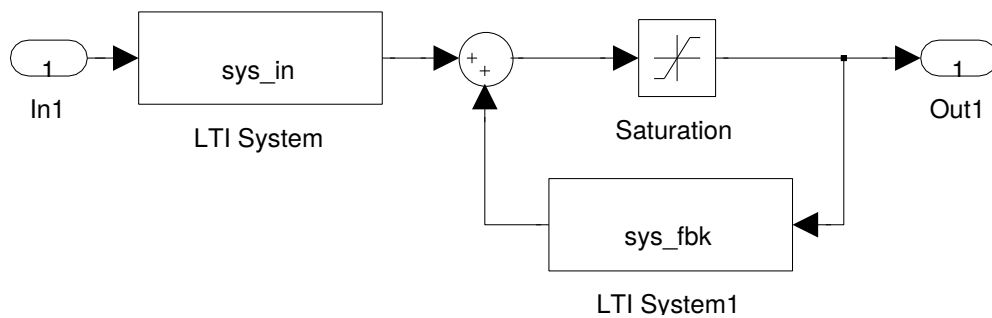 1
In1
sys_in
LTI System
+
+
Saturation
1
Out1
sys_fbk
LTI System1